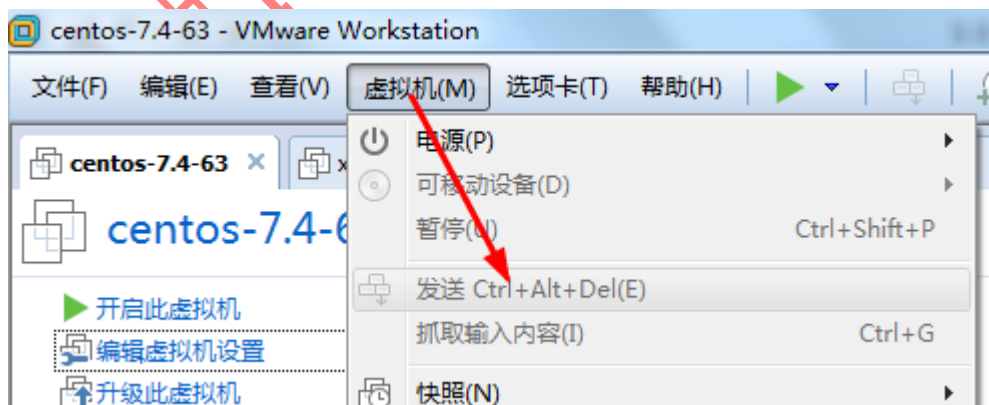 centos-7.4-63 - VMware Workstation
文件(F) 编辑(E) 查看(V) 虚拟机(M) 选项卡(T) 帮助(H)
centos-7.4-63
centos-7.4-6
开启此虚拟机
编辑虚拟机设置
升级此虚拟机
电源(P)
可移动设备(D)
暂停(U) Ctrl+Shift+P
发送 Ctrl+Alt+Del(E)
抓取输入内容(I) Ctrl+G
快照(N)